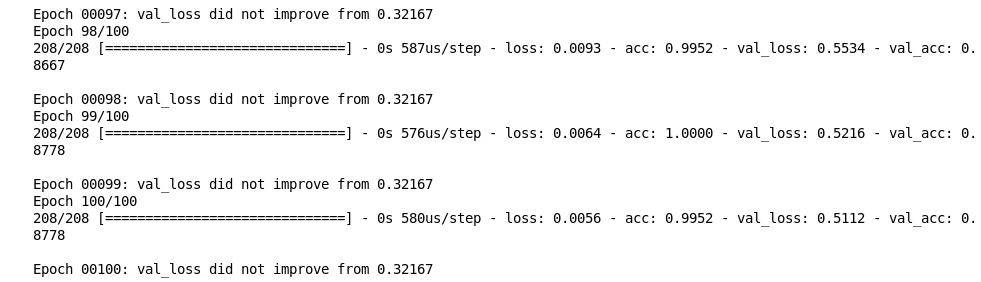 Epoch 00097: val_loss did not improve from 0.32167
Epoch 98/100
208/208 [==============================] - 0s 587us/step - loss: 0.0093 - acc: 0.9952 - val_loss: 0.5534 - val_acc: 0.
8667
Epoch 00098: val_loss did not improve from 0.32167
Epoch 99/100
208/208 [==============================] - 0s 576us/step - loss: 0.0064 - acc: 1.0000 - val_loss: 0.5216 - val_acc: 0.
8778
Epoch 00099: val_loss did not improve from 0.32167
Epoch 100/100
208/208 [==============================] - 0s 580us/step - loss: 0.0056 - acc: 0.9952 - val_loss: 0.5112 - val_acc: 0.
8778
Epoch 00100: val_loss did not improve from 0.32167